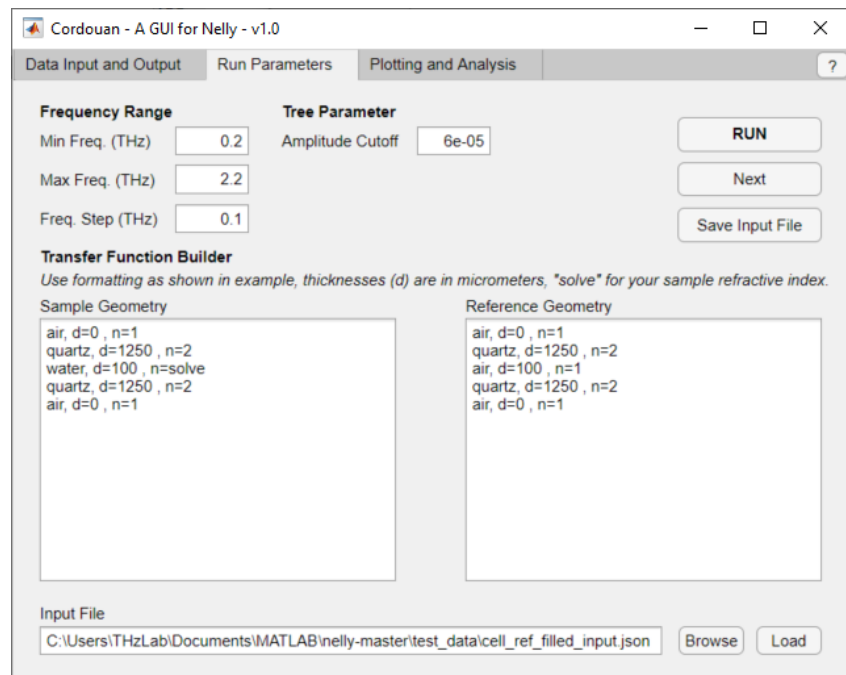 Cordouan - A GUI for Nelly - v1.0
Data Input and Output Run Parameters Plotting and Analysis ?
Frequency Range Tree Parameter
Min Freq. (THz) 0.2 Amplitude Cutoff 6e-05 RUN
Max Freq. (THz) 2.2 Next
Freq. Step (THz) 0.1 Save Input File
Transfer Function Builder
Use formatting as shown in example, thicknesses (d) are in micrometers, "solve" for your sample refractive index.
Sample Geometry
air, d=0 , n=1
quartz, d=1250 , n=2
water, d=100 , n=solve
quartz, d=1250 , n=2
air, d=0 , n=1
Reference Geometry
air, d=0 , n=1
quartz, d=1250 , n=2
air, d=100 , n=1
quartz, d=1250 , n=2
air, d=0 , n=1
Input File
C:\Users\THzLab\Documents\MATLAB\nelly-master\test_data\cell_ref_filled_input.json Browse Load